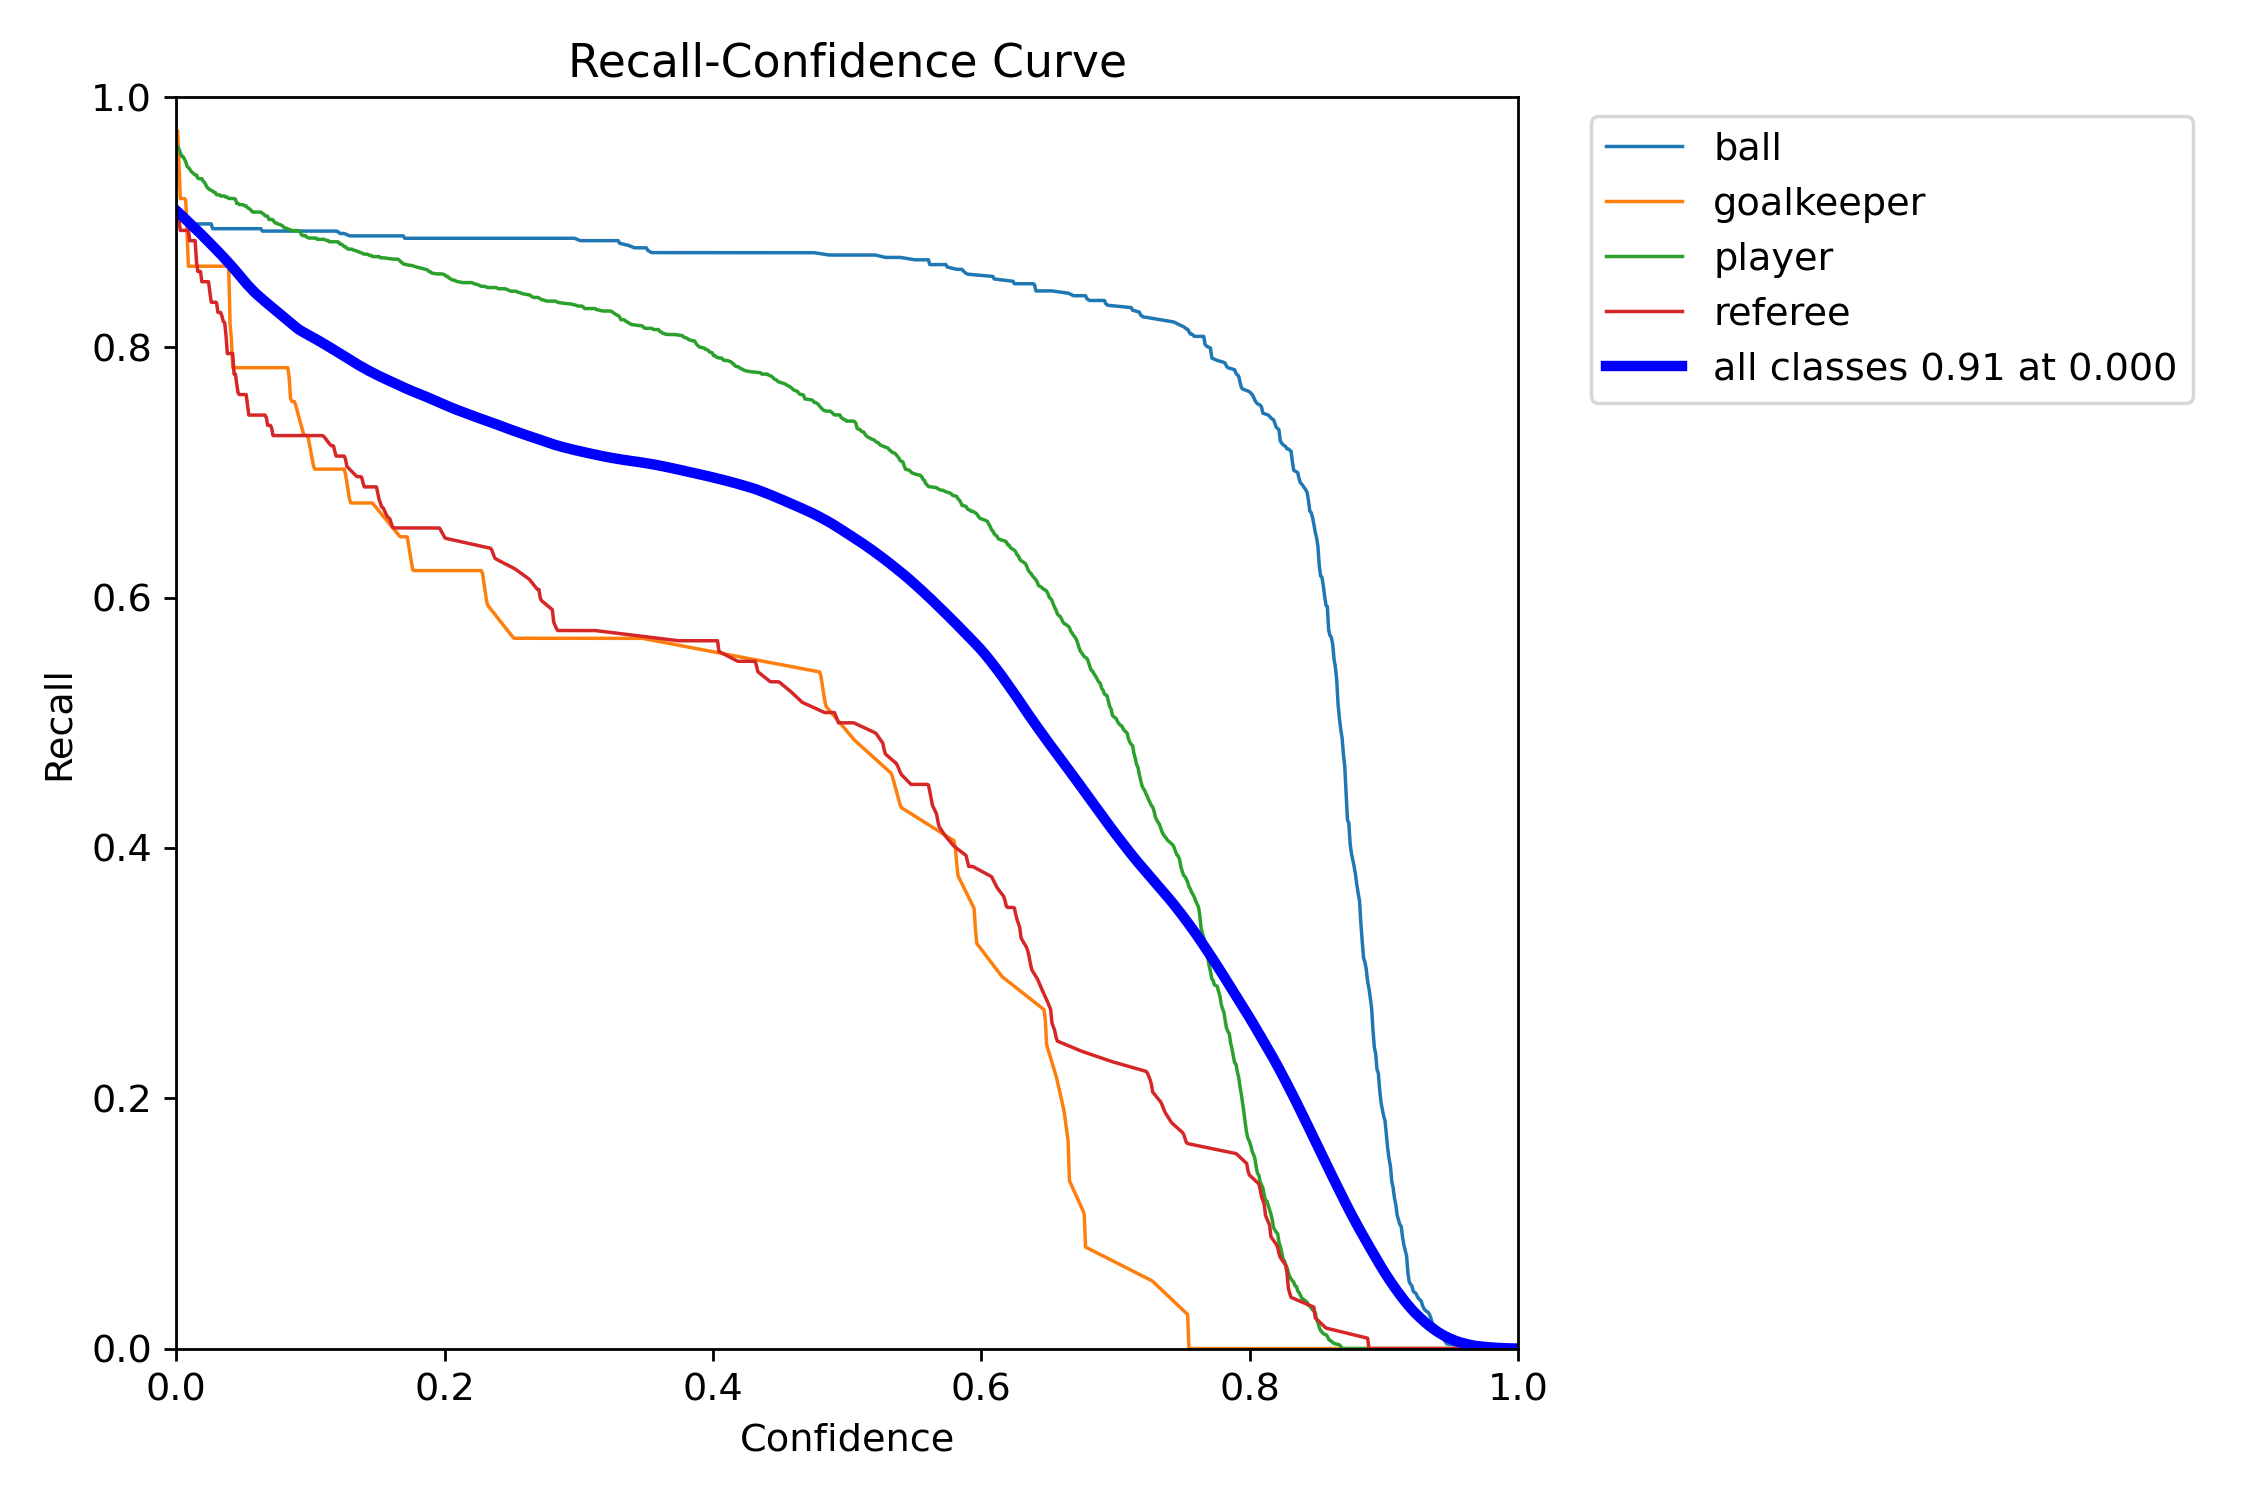 Recall-Confidence Curve
1.0
0.8
0.6
0.4
0.2
0.0
Recall
0.0 0.2 0.4 0.6 0.8 1.0
Confidence
ball
goalkeeper
player
referee
all classes 0.91 at 0.000